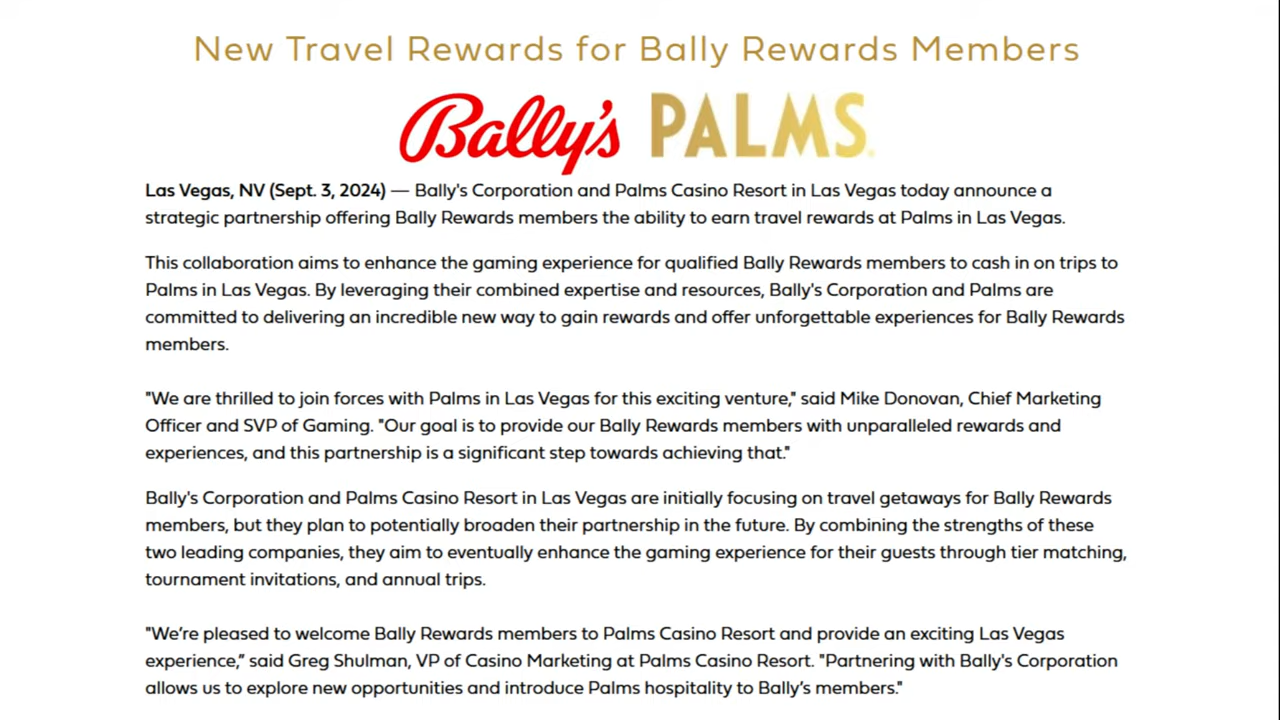 New Travel Rewards for Bally Rewards Members
Bally's PALMS
Las Vegas, NV (Sept. 3, 2024) — Bally's Corporation and Palms Casino Resort in Las Vegas today announce a
strategic partnership offering Bally Rewards members the ability to earn travel rewards at Palms in Las Vegas.
This collaboration aims to enhance the gaming experience for qualified Bally Rewards members to cash in on trips to
Palms in Las Vegas. By leveraging their combined expertise and resources, Bally's Corporation and Palms are
committed to delivering an incredible new way to gain rewards and offer unforgettable experiences for Bally Rewards
members.
"We are thrilled to join forces with Palms in Las Vegas for this exciting venture," said Mike Donovan, Chief Marketing
Officer and SVP of Gaming. "Our goal is to provide our Bally Rewards members with unparalleled rewards and
experiences, and this partnership is a significant step towards achieving that."
Bally's Corporation and Palms Casino Resort in Las Vegas are initially focusing on travel getaways for Bally Rewards
members, but they plan to potentially broaden their partnership in the future. By combining the strengths of these
two leading companies, they aim to eventually enhance the gaming experience for their guests through tier matching,
tournament invitations, and annual trips.
"We’re pleased to welcome Bally Rewards members to Palms Casino Resort and provide an exciting Las Vegas
experience,” said Greg Shulman, VP of Casino Marketing at Palms Casino Resort. "Partnering with Bally's Corporation
allows us to explore new opportunities and introduce Palms hospitality to Bally’s members."